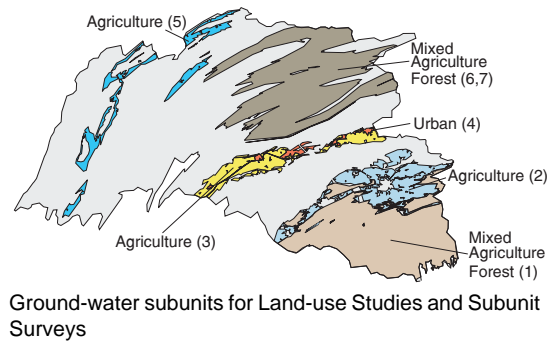 Agriculture (5)
Mixed
Agriculture
Forest (6,7)
Urban (4)
Agriculture (2)
Agriculture (3)
Mixed
Agriculture
Forest (1)
Ground-water subunits for Land-use Studies and Subunit
Surveys